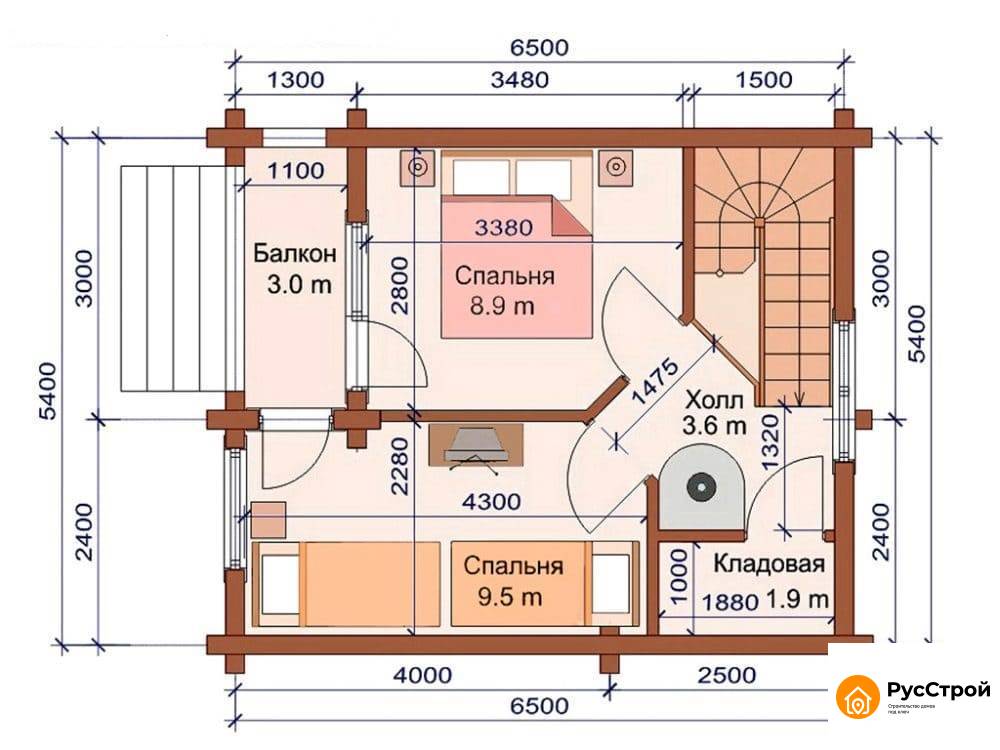 6500
1300 3480 1500
1100
Балкон
3.0 m
3380
Спальня
8.9 m
2800
3000
5400
3000
5400
1475
Холл
3.6 m
1320
2280
4300
2400
2400
Спальня
9.5 m
1000
Кладовая
1880 1.9 m
4000 2500
6500
РусСтрой
Строительство домов
под ключ